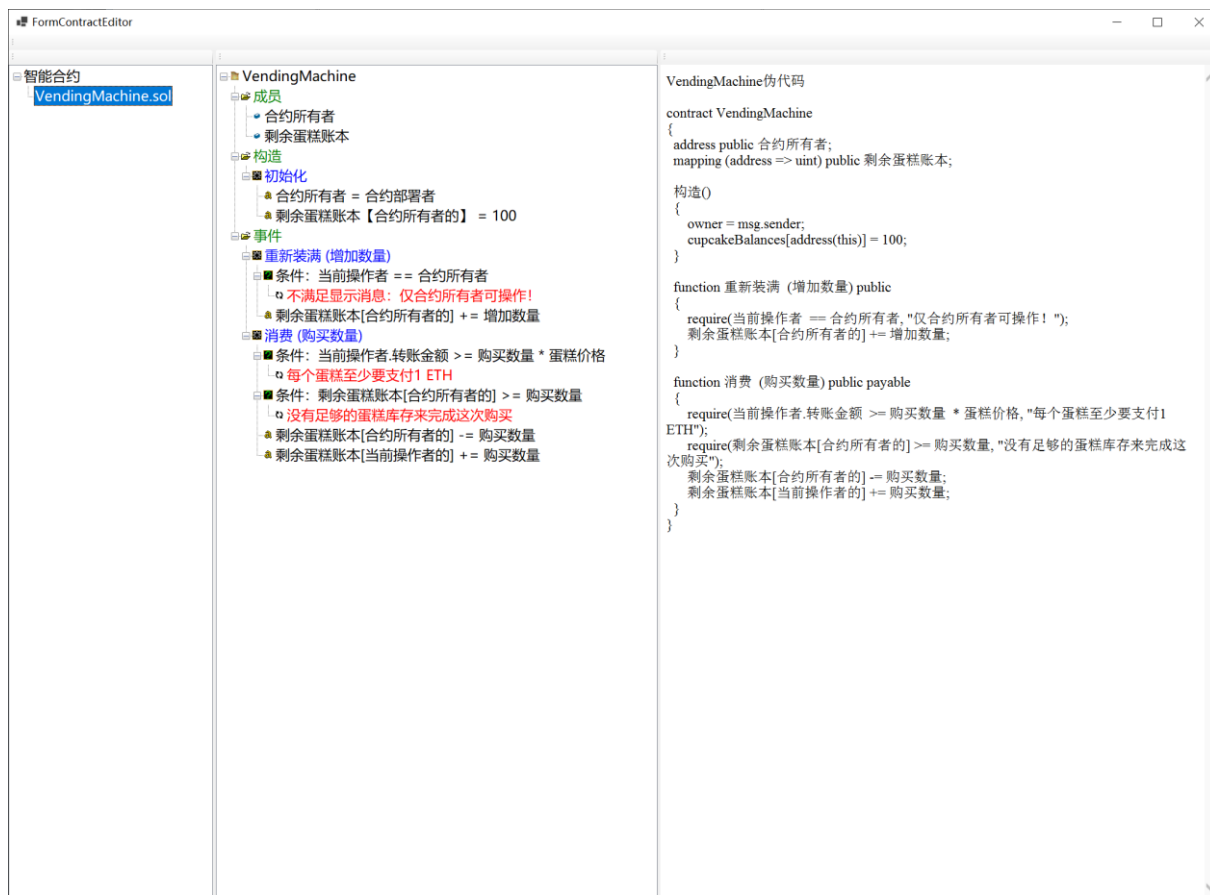 FormContractEditor
智能合约
VendingMachine.sol
VendingMachine
成员
合约所有者
剩余蛋糕账本
构造
初始化
合约所有者 = 合约部署者
剩余蛋糕账本【合约所有者的】 = 100
事件
重新装满 (增加数量)
条件：当前操作者 == 合约所有者
不满足显示消息：仅合约所有者可操作！
剩余蛋糕账本[合约所有者的] += 增加数量
消费 (购买数量)
条件：当前操作者.转账金额 >= 购买数量 * 蛋糕价格
每个蛋糕至少要支付1 ETH
条件：剩余蛋糕账本[合约所有者的] >= 购买数量
没有足够的蛋糕库存来完成这次购买
剩余蛋糕账本[合约所有者的] -= 购买数量
剩余蛋糕账本[当前操作者的] += 购买数量
VendingMachine伪代码
contract VendingMachine
{
address public 合约所有者;
mapping (address => uint) public 剩余蛋糕账本;
构造()
{
owner = msg.sender;
cupcakeBalances[address(this)] = 100;
}
function 重新装满 (增加数量) public
{
require(当前操作者 == 合约所有者, "仅合约所有者可操作！");
剩余蛋糕账本[合约所有者的] += 增加数量;
}
function 消费 (购买数量) public payable
{
require(当前操作者.转账金额 >= 购买数量 * 蛋糕价格, "每个蛋糕至少要支付1
ETH");
require(剩余蛋糕账本[合约所有者的] >= 购买数量, "没有足够的蛋糕库存来完成这
次购买");
剩余蛋糕账本[合约所有者的] -= 购买数量;
剩余蛋糕账本[当前操作者的] += 购买数量;
}
}